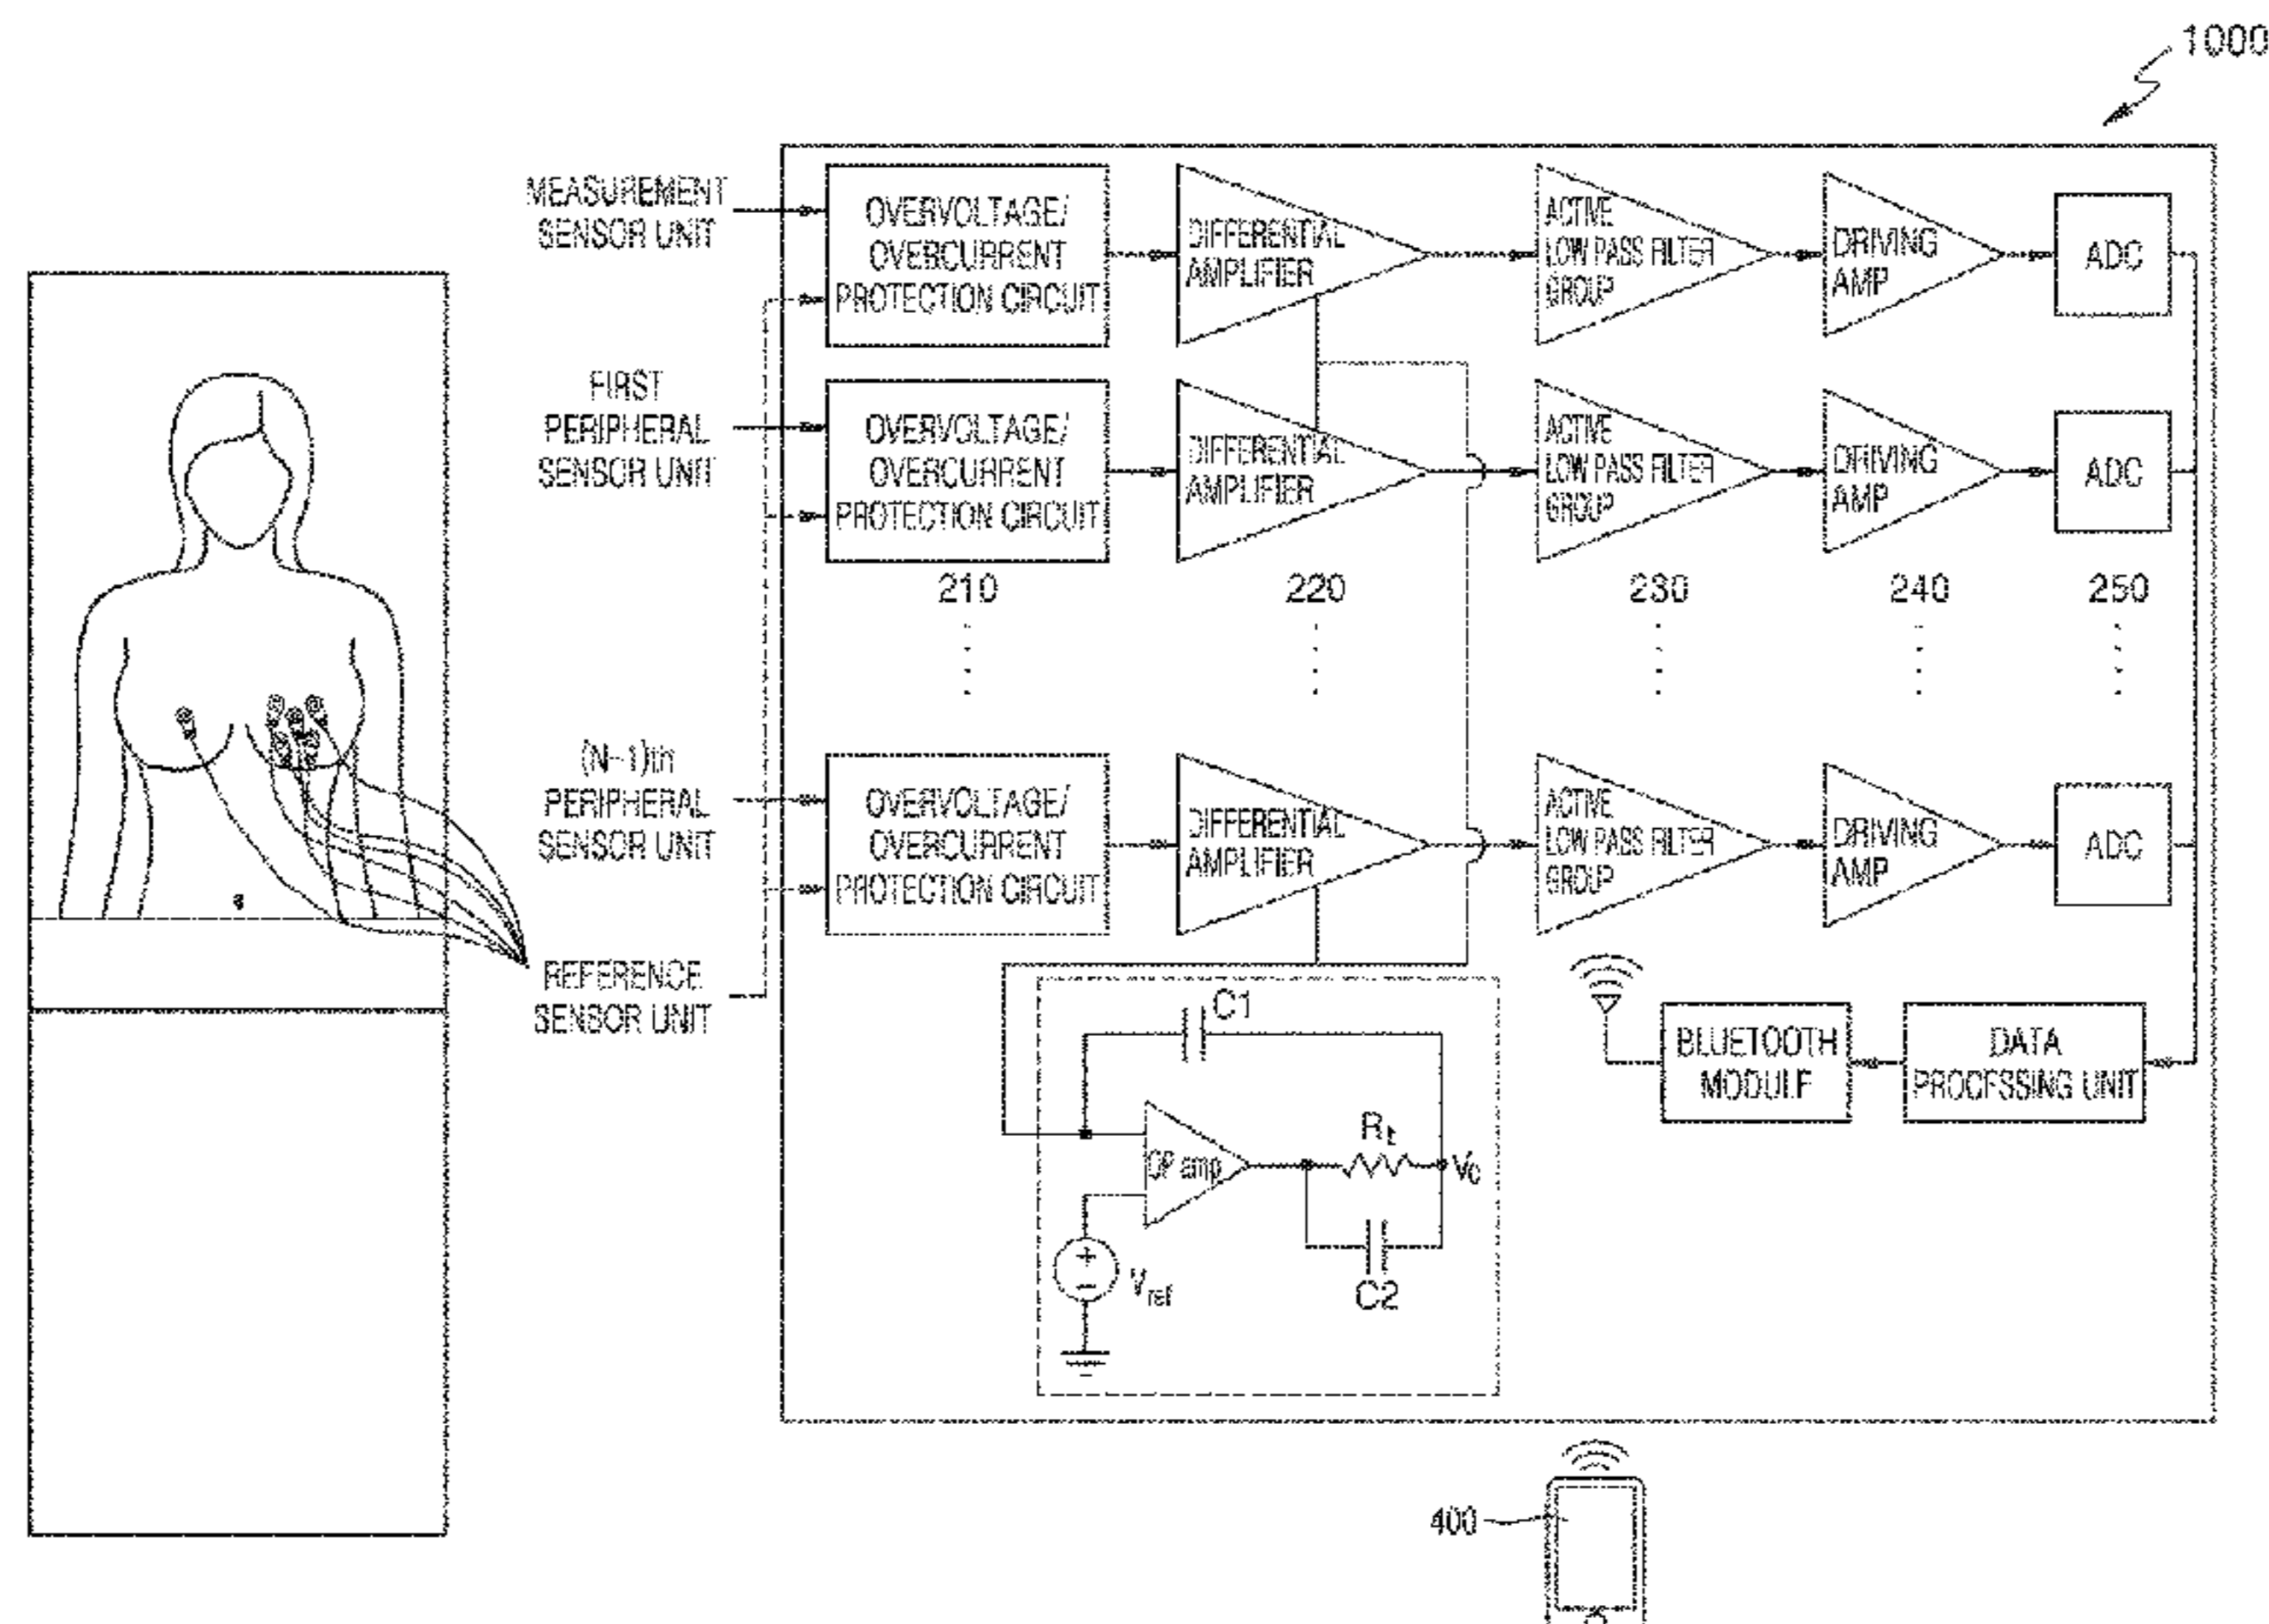 1000
MEASUREMENT
SENSOR UNIT
OVERVOLTAGE/
OVERCURRENT
PROTECTION CIRCUIT
DIFFERENTIAL
AMPLIFIER
ACTIVE
LOW PASS FILTER
GROUP
DRIVING
AMP
ADC
FIRST
PERIPHERAL
SENSOR UNIT
OVERVOLTAGE/
OVERCURRENT
PROTECTION CIRCUIT
DIFFERENTIAL
AMPLIFIER
ACTIVE
LOW PASS FILTER
GROUP
DRIVING
AMP
ADC
210
220
230
240
250
(N-1)th
PERIPHERAL
SENSOR UNIT
OVERVOLTAGE/
OVERCURRENT
PROTECTION CIRCUIT
DIFFERENTIAL
AMPLIFIER
ACTIVE
LOW PASS FILTER
GROUP
DRIVING
AMP
ADC
REFERENCE
SENSOR UNIT
C1
OP amp
Rt
Vo
C2
+
−
Vref
BLUETOOTH
MODULE
DATA
PROCESSING UNIT
400